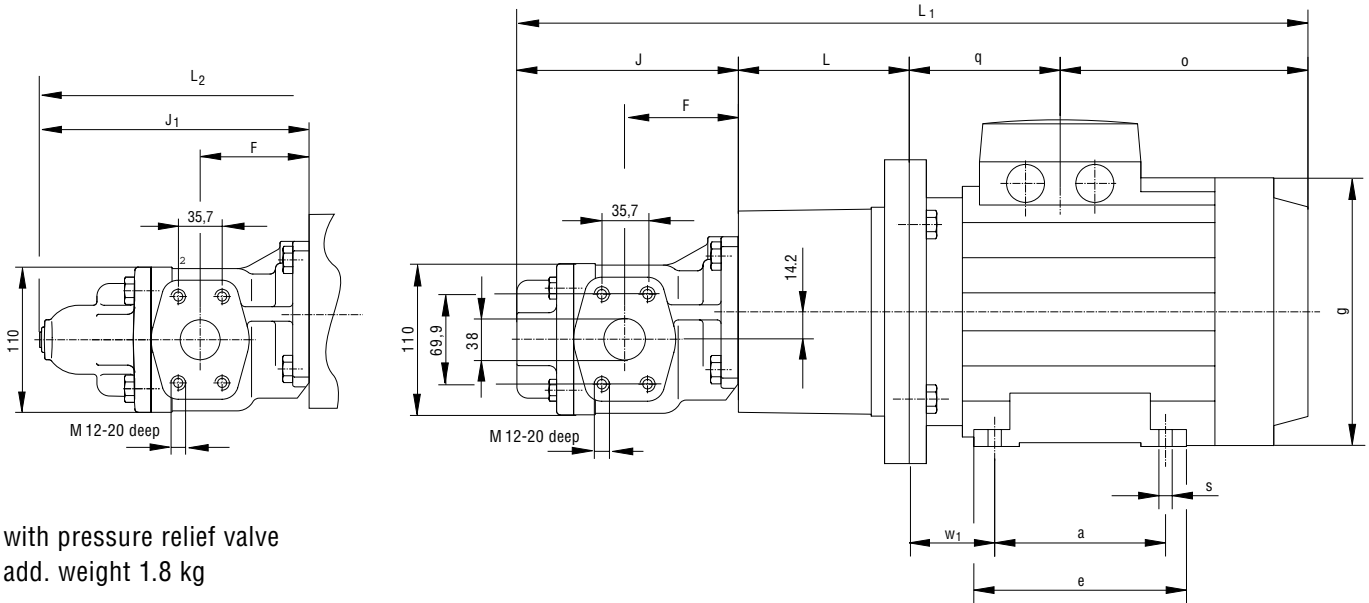 L1
J
L
q
o
F
L2
J1
F
35,7
2
110
M 12-20 deep
35,7
110
69,9
38
M 12-20 deep
14.2
g
s
w1
a
e
with pressure relief valve
add. weight 1.8 kg